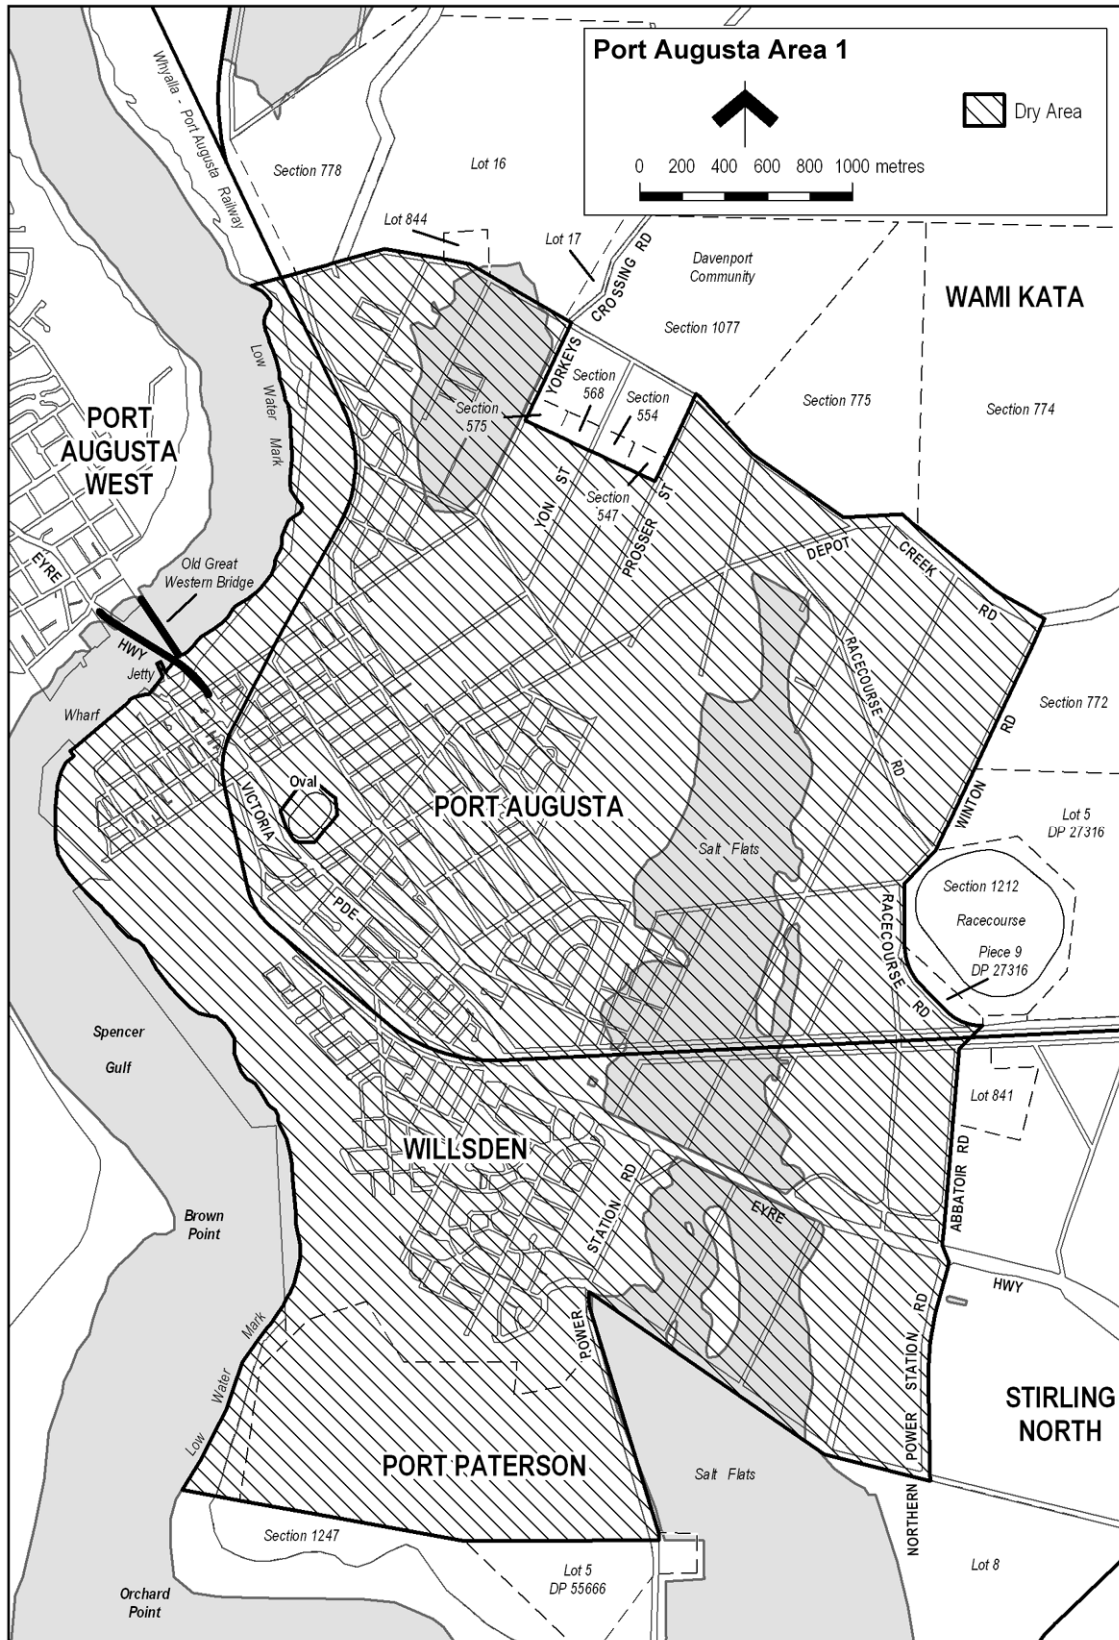 Port Augusta Area 1
Dry Area
0 200 400 600 800 1000 metres
Whyalla - Port Augusta Railway
Section 778
Lot 16
Lot 844
Lot 17
CROSSING RD
Davenport
Community
WAMI KATA
Section 1077
Low Water Mark
YORKEYS
Section
568
Section
554
Section 775
Section 774
PORT
AUGUSTA
WEST
Section
575
Section
547
YON ST
PROSSER ST
DEPOT
CREEK
RD
EYRE
Old Great
Western Bridge
HWY
Jetty
RACECOURSE
RD
Section 772
Wharf
WINTON
RD
Oval
VICTORIA
PORT AUGUSTA
Lot 5
DP 27316
Salt Flats
PDE
Section 1212
Racecourse
RACECOURSE RD
Piece 9
DP 27316
Spencer
Gulf
Lot 841
WILLSDEN
STATION RD
ABBATOIR RD
EYRE
Brown
Point
HWY
POWER
Low Water Mark
NORTHERN POWER STATION RD
STIRLING
NORTH
PORT PATERSON
Salt Flats
Section 1247
Lot 5
DP 55666
Lot 8
Orchard
Point